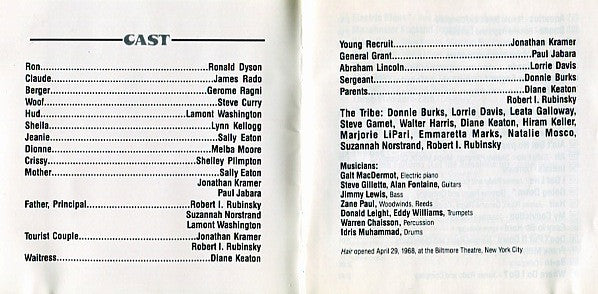 CAST
Ron..........Ronald Dyson
Claude..........James Rado
Berger..........Gerome Ragni
Woof..........Steve Curry
Hud..........Lamont Washington
Sheila..........Lynn Kellogg
Jeanie..........Sally Eaton
Dionne..........Melba Moore
Crissy..........Shelley Plimpton
Mother..........Sally Eaton
Jonathan Kramer
Paul Jabara
Father, Principal..........Robert I. Rubinsky
Suzannah Norstrand
Lamont Washington
Tourist Couple..........Jonathan Kramer
Robert I. Rubinsky
Waitress..........Diane Keaton
Young Recruit..........Jonathan Kramer
General Grant..........Paul Jabara
Abraham Lincoln..........Lorrie Davis
Sergeant..........Donnie Burks
Parents..........Diane Keaton
Robert I. Rubinsky
The Tribe: Donnie Burks, Lorrie Davis, Leata Galloway,
Steve Gamet, Walter Harris, Diane Keaton, Hiram Keller,
Marjorie LiPari, Emmaretta Marks, Natalie Mosco,
Suzannah Norstrand, Robert I. Rubinsky
Musicians:
Galt MacDermot, Electric piano
Steve Gillette, Alan Fontaine, Guitars
Jimmy Lewis, Bass
Zane Paul, Woodwinds, Reeds
Donald Leight, Eddy Williams, Trumpets
Warren Chaisson, Percussion
Idris Muhammad, Drums
Hair opened April 29, 1968, at the Biltmore Theatre, New York City